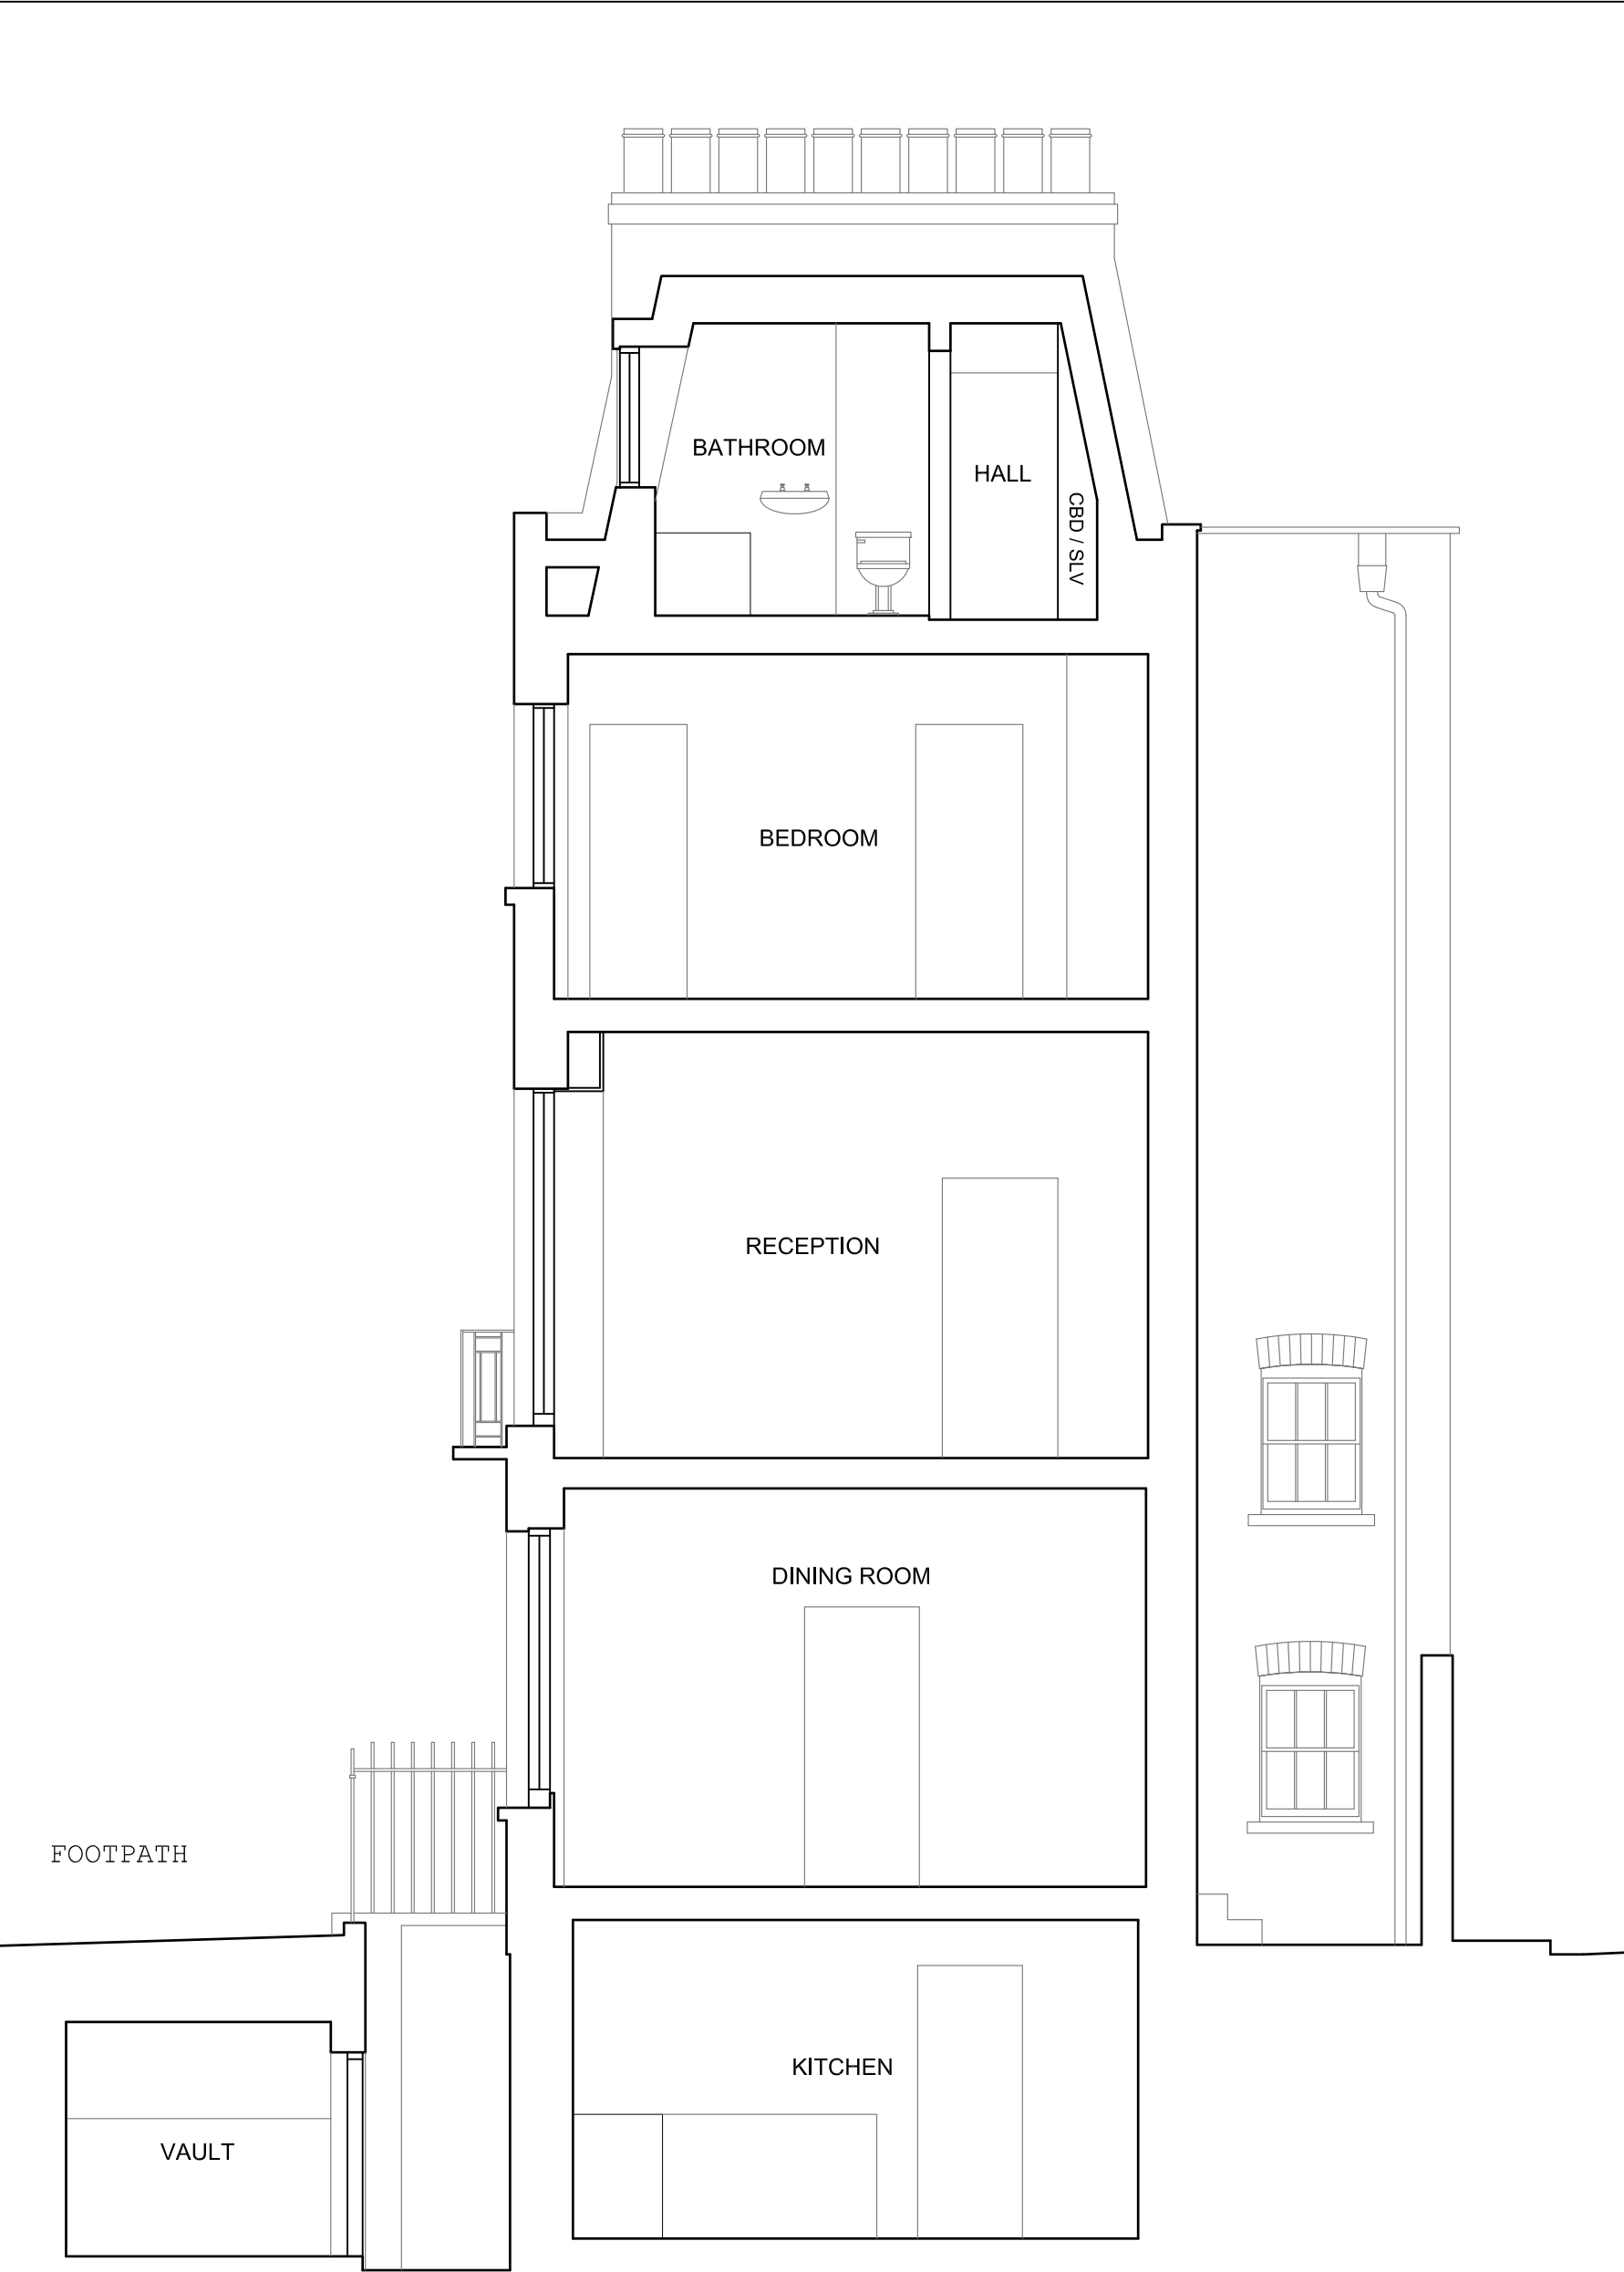 BATHROOM
HALL
CBD / SLV
BEDROOM
RECEPTION
DINING ROOM
FOOTPATH
KITCHEN
VAULT